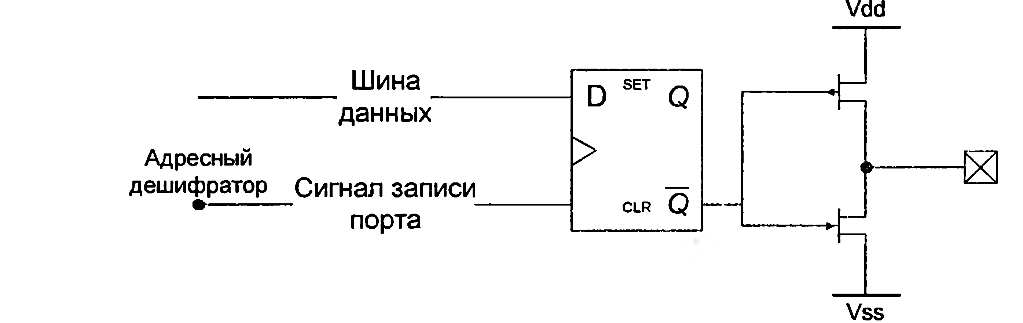 Vdd
Шина
данных
D
SET
Q
Адресный
дешифратор
Сигнал записи
порта
CLR
Q̅
Vss